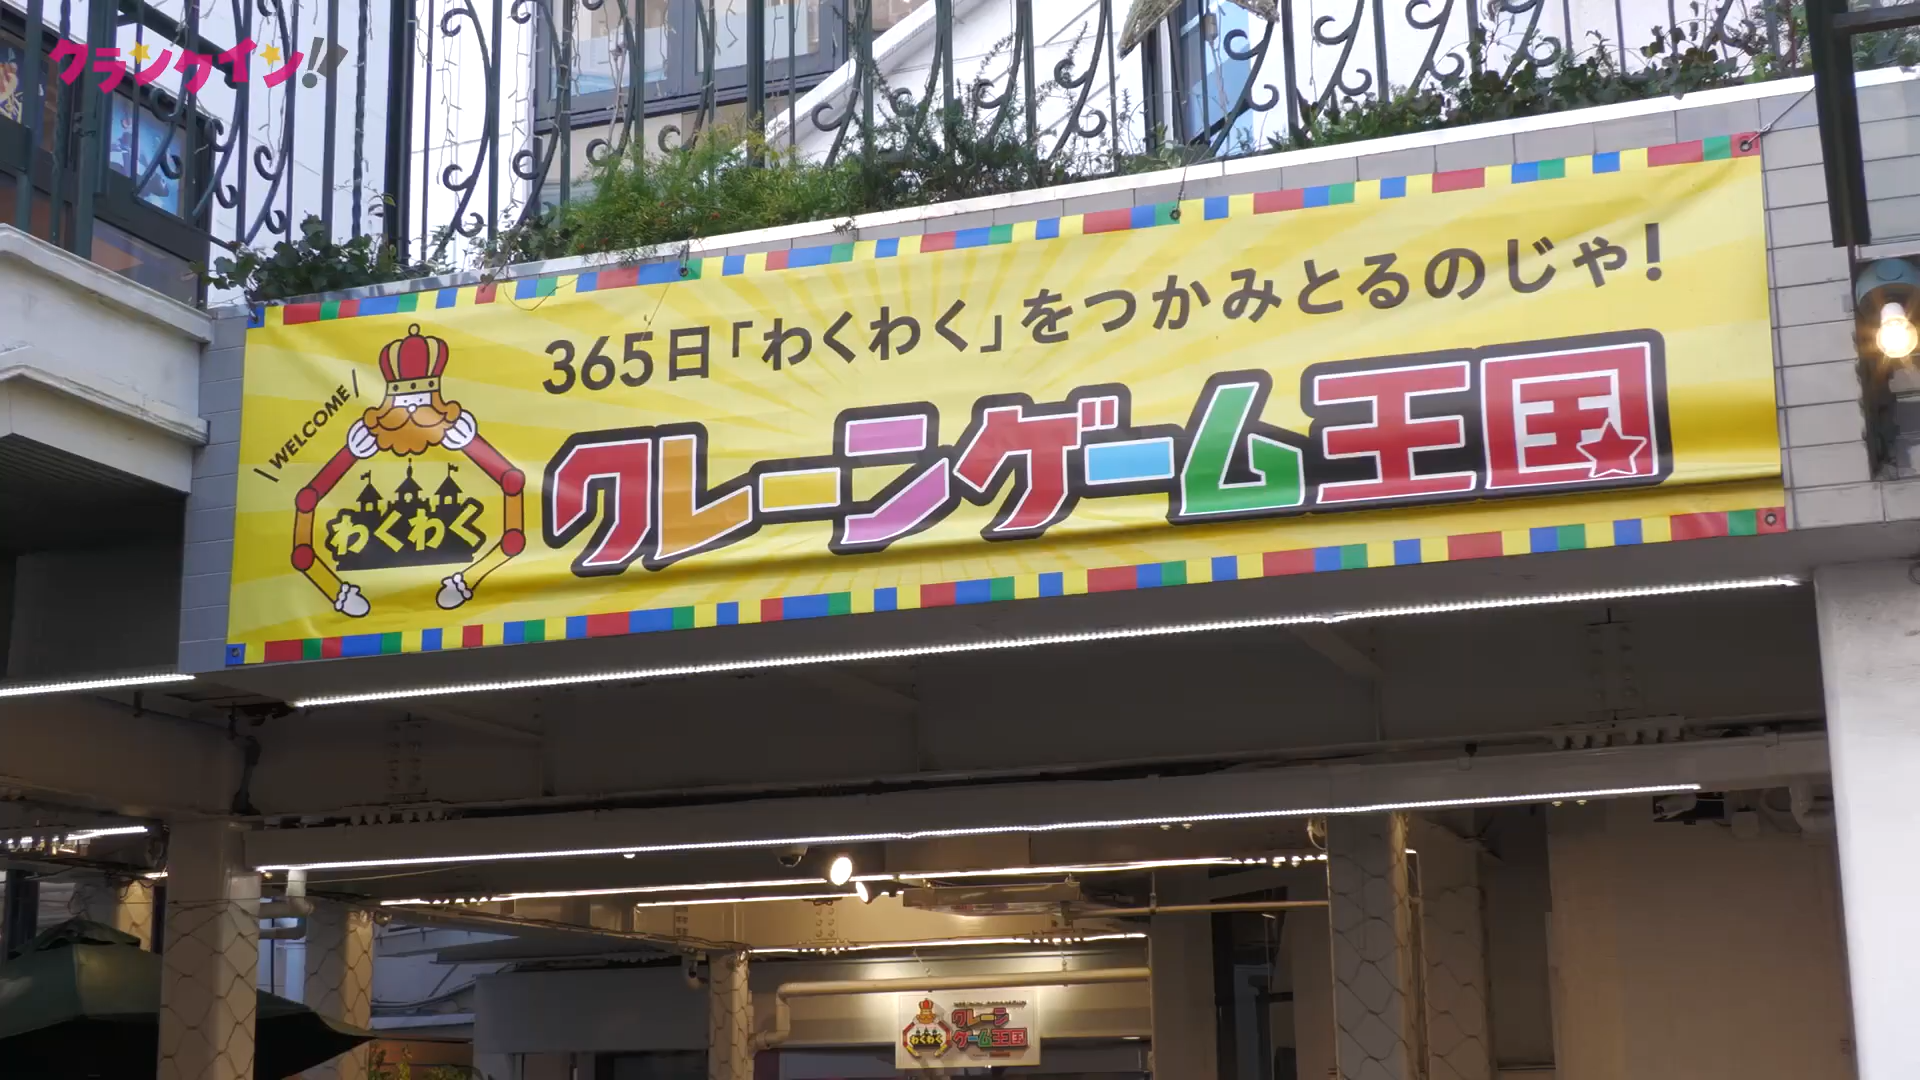 クランクイン!!
365日「わくわく」をつかみとるのじゃ!
\ WELCOME /
わくわく
クレーンゲーム王国
わくわく
クレーン
ゲーム王国